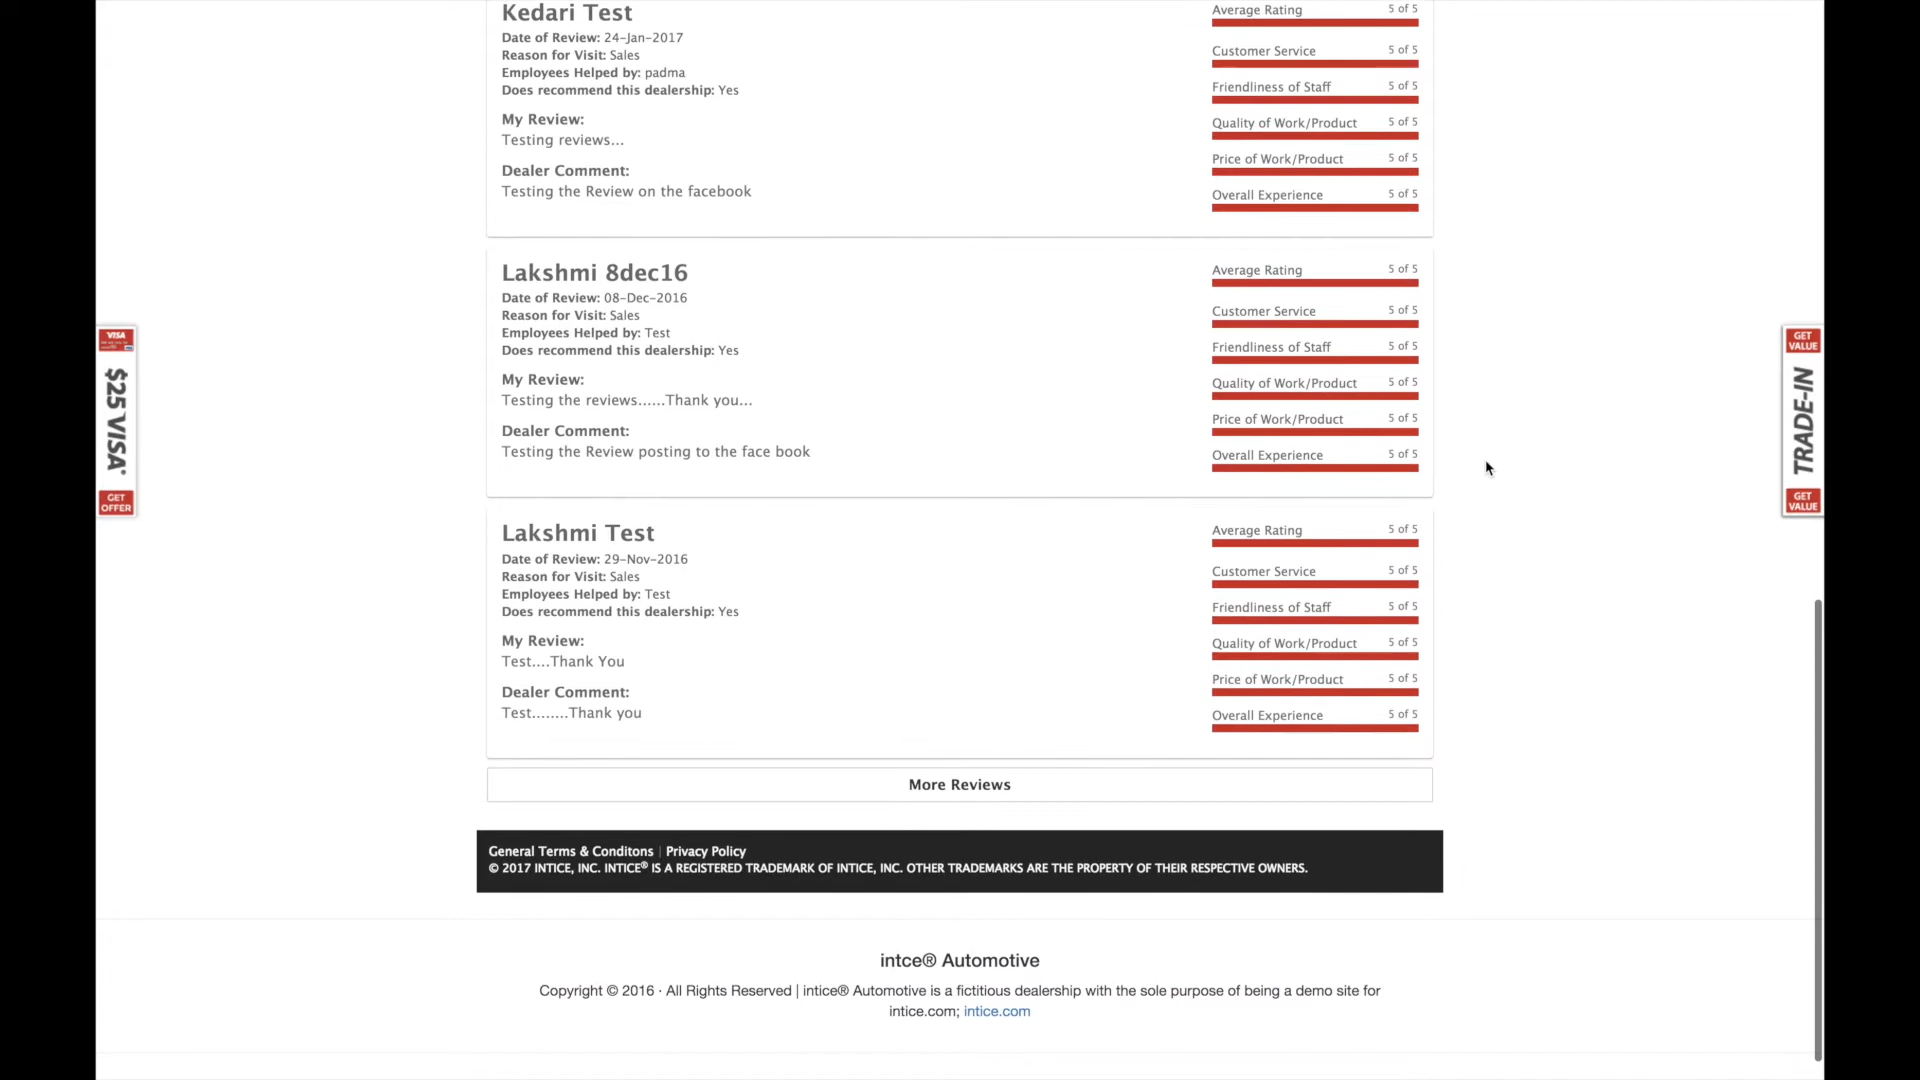 Kedari Test
Date of Review: 24-Jan-2017
Reason for Visit: Sales
Employees Helped by: padma
Does recommend this dealership: Yes
My Review:
Testing reviews...
Dealer Comment:
Testing the Review on the facebook
Average Rating 5 of 5
Customer Service 5 of 5
Friendliness of Staff 5 of 5
Quality of Work/Product 5 of 5
Price of Work/Product 5 of 5
Overall Experience 5 of 5
Lakshmi 8dec16
Date of Review: 08-Dec-2016
Reason for Visit: Sales
Employees Helped by: Test
Does recommend this dealership: Yes
My Review:
Testing the reviews......Thank you...
Dealer Comment:
Testing the Review posting to the face book
Average Rating 5 of 5
Customer Service 5 of 5
Friendliness of Staff 5 of 5
Quality of Work/Product 5 of 5
Price of Work/Product 5 of 5
Overall Experience 5 of 5
VISA
$25 VISA
GET
OFFER
GET
VALUE
TRADE-IN
GET
VALUE
Lakshmi Test
Date of Review: 29-Nov-2016
Reason for Visit: Sales
Employees Helped by: Test
Does recommend this dealership: Yes
My Review:
Test....Thank You
Dealer Comment:
Test........Thank you
Average Rating 5 of 5
Customer Service 5 of 5
Friendliness of Staff 5 of 5
Quality of Work/Product 5 of 5
Price of Work/Product 5 of 5
Overall Experience 5 of 5
More Reviews
General Terms & Conditons | Privacy Policy
© 2017 INTICE, INC. INTICE® IS A REGISTERED TRADEMARK OF INTICE, INC. OTHER TRADEMARKS ARE THE PROPERTY OF THEIR RESPECTIVE OWNERS.
intce® Automotive
Copyright © 2016 · All Rights Reserved | intice® Automotive is a fictitious dealership with the sole purpose of being a demo site for
intice.com; intice.com